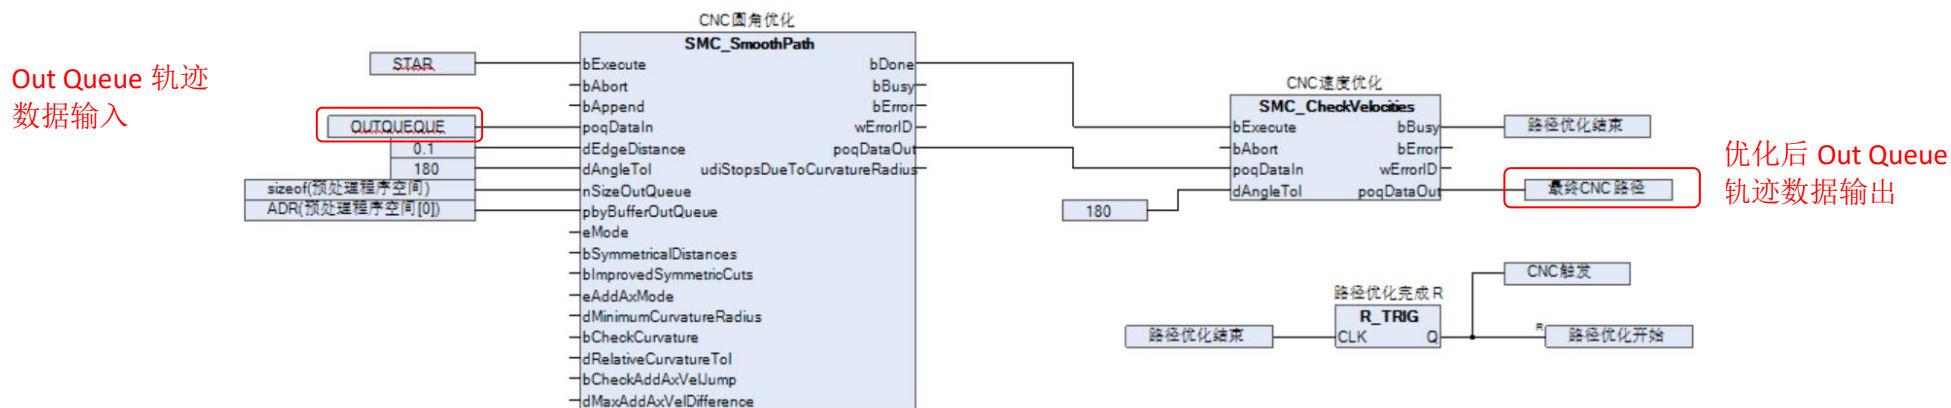 Out Queue 轨迹
数据输入
CNC圆角优化
SMC_SmoothPath
STAR
bExecute
bDone
bAbort
bBusy
bAppend
bError
OUTQUEQUE
poqDataIn
wErrorID
0.1
dEdgeDistance
poqDataOut
180
dAngleTol
udiStopsDueToCurvatureRadius
sizeof(预处理程序空间)
nSizeOutQueue
ADR(预处理程序空间[0])
pbyBufferOutQueue
eMode
bSymmetricalDistances
bImprovedSymmetricCuts
eAddAxMode
dMinimumCurvatureRadius
bCheckCurvature
dRelativeCurvatureTol
bCheckAddAxVelJump
dMaxAddAxVelDifference
CNC速度优化
SMC_CheckVelocities
bExecute
bBusy
路径优化结束
bAbort
bError
poqDataIn
wErrorID
180
dAngleTol
poqDataOut
最终CNC 路径
优化后 Out Queue
轨迹数据输出
CNC触发
路径优化完成 R
R_TRIG
路径优化结束
CLK
Q
R
路径优化开始